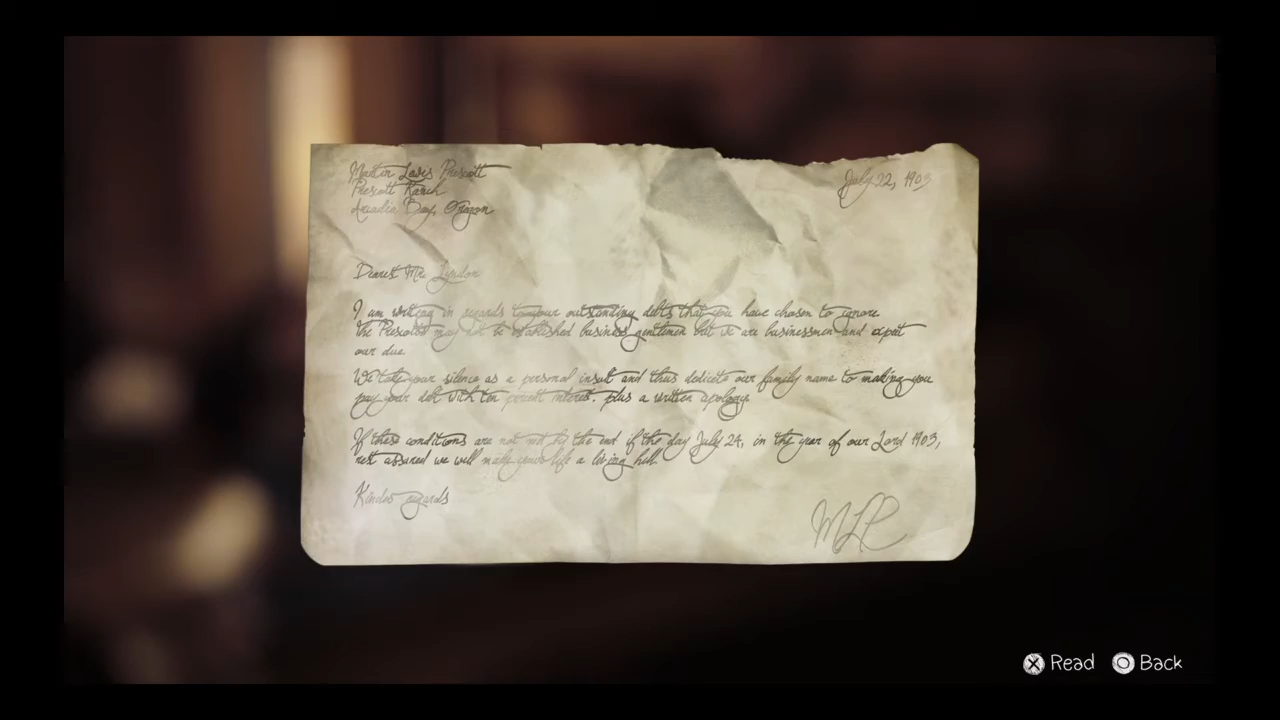 Martin Lewis Prescott
Prescott Ranch
Arcadia Bay, Oregon
July 22, 1903
Dearest Mr. Lyndon
I am writing in regards to your outstanding debts that you have chosen to ignore
the Prescotts may not be established business gentlemen but we are businessmen and expect
our due.
We take your silence as a personal insult and thus dedicate our family name to making you
pay your debt with ten percent interest. plus a written apology.
If these conditions are not met by the end if the day July 24, in the year of our Lord 1903,
rest assured we will make your life a living hell.
Kindest regards
MLP
Read
Back